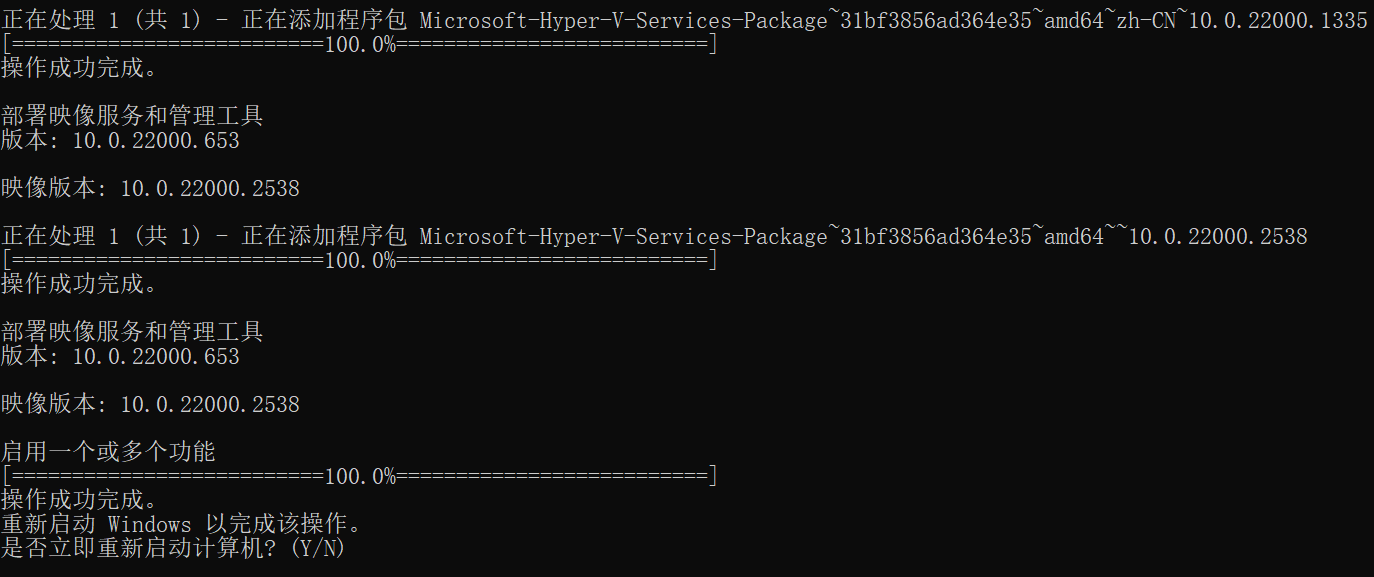 正在处理 1 (共 1) - 正在添加程序包 Microsoft-Hyper-V-Services-Package~31bf3856ad364e35~amd64~zh-CN~10.0.22000.1335
[==========================100.0%==========================]
操作成功完成。
部署映像服务和管理工具
版本: 10.0.22000.653
映像版本: 10.0.22000.2538
正在处理 1 (共 1) - 正在添加程序包 Microsoft-Hyper-V-Services-Package~31bf3856ad364e35~amd64~~10.0.22000.2538
[==========================100.0%==========================]
操作成功完成。
部署映像服务和管理工具
版本: 10.0.22000.653
映像版本: 10.0.22000.2538
启用一个或多个功能
[==========================100.0%==========================]
操作成功完成。
重新启动 Windows 以完成该操作。
是否立即重新启动计算机? (Y/N)